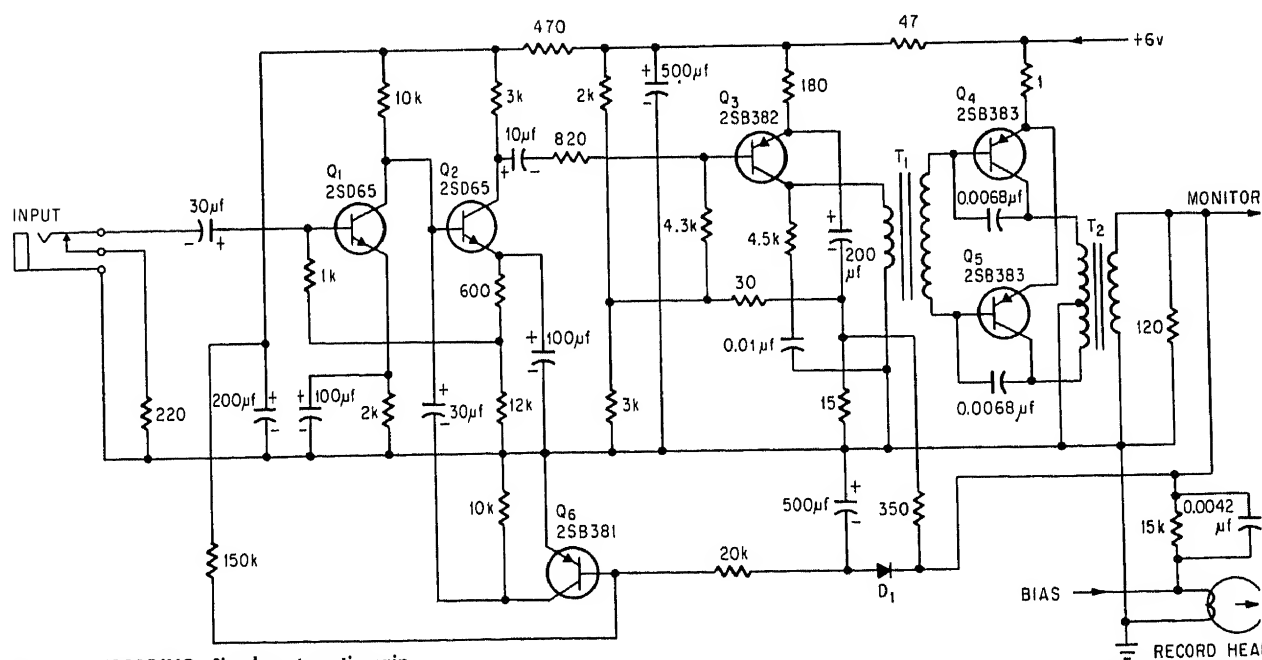 470
47
+6v
10k
3k
2k
+
500µf
-
180
1
Q3
2SB382
Q4
2SB383
10µf
820
+
-
Q1
2SD65
Q2
2SD65
T1
0.0068µf
MONITOR
INPUT
30µf
-
+
4.3k
4.5k
+
-
200
µf
T2
Q5
2SB383
1k
600
30
120
+
100µf
-
0.01µf
0.0068µf
220
200µf
+
-
+
100µf
-
2k
+
30µf
-
12k
3k
15
10k
Q6
2SB381
500µf
+
-
350
15k
0.0042
µf
150k
20k
D1
BIAS
RECORD HEA